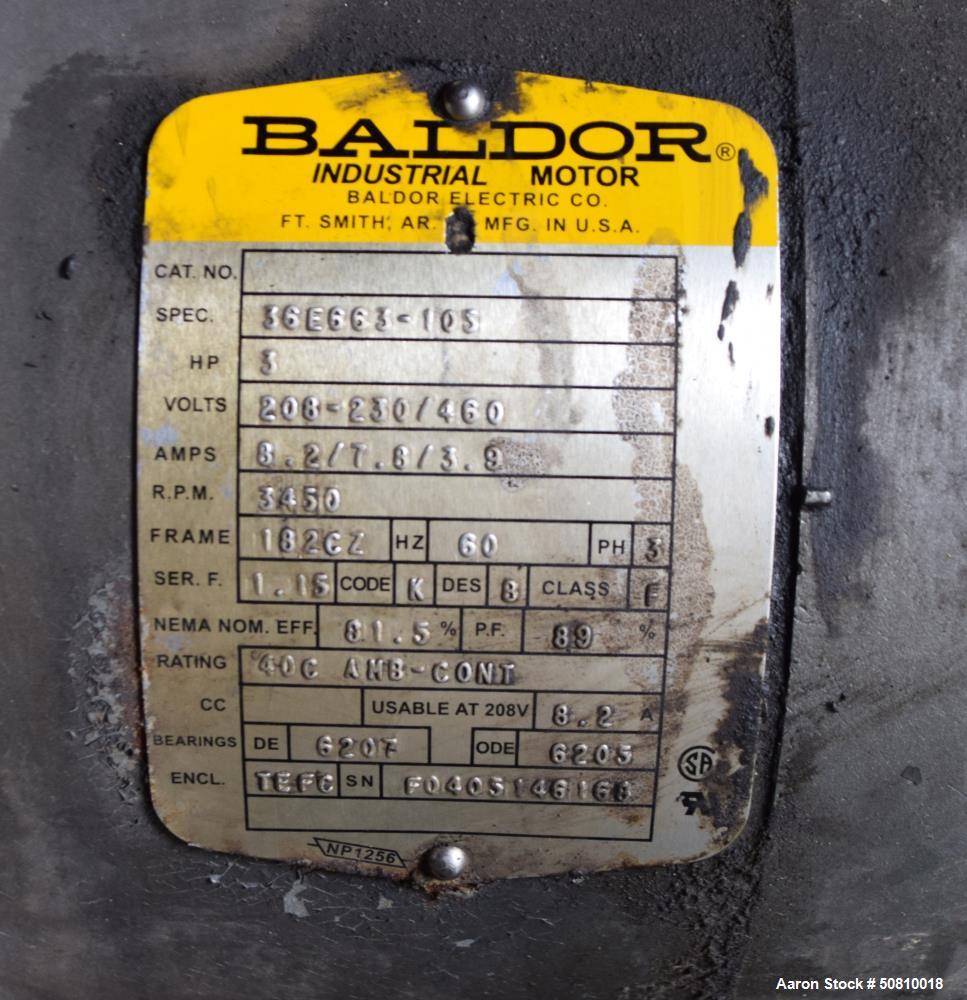 BALDOR®
INDUSTRIAL MOTOR
BALDOR ELECTRIC CO.
FT. SMITH, AR. MFG. IN U.S.A.
CAT. NO.
SPEC. 36E663-103
HP 3
VOLTS 208-230/460
AMPS 8.2/7.8/3.9
R.P.M. 3450
FRAME 182CZ HZ 60 PH 3
SER. F. 1.15 CODE K DES B CLASS F
NEMA NOM. EFF. 81.5 % P.F. 89 %
RATING 40C AMB-CONT
CC USABLE AT 208V 8.2 A
BEARINGS DE 6207 ODE 6205
ENCL. TEFC SN F0405146168
SA
NP1256
Aaron Stock # 50810018